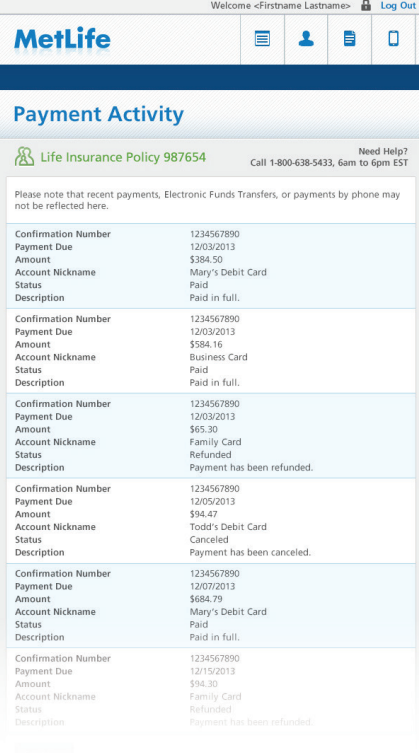 Welcome <Firstname Lastname> Log Out
MetLife
Payment Activity
Life Insurance Policy 987654
Need Help?
Call 1-800-638-5433, 6am to 6pm EST
Please note that recent payments, Electronic Funds Transfers, or payments by phone may
not be reflected here.
Confirmation Number 1234567890
Payment Due 12/03/2013
Amount $384.50
Account Nickname Mary's Debit Card
Status Paid
Description Paid in full.
Confirmation Number 1234567890
Payment Due 12/03/2013
Amount $584.16
Account Nickname Business Card
Status Paid
Description Paid in full.
Confirmation Number 1234567890
Payment Due 12/03/2013
Amount $65.30
Account Nickname Family Card
Status Refunded
Description Payment has been refunded.
Confirmation Number 1234567890
Payment Due 12/05/2013
Amount $94.47
Account Nickname Todd's Debit Card
Status Canceled
Description Payment has been canceled.
Confirmation Number 1234567890
Payment Due 12/07/2013
Amount $684.79
Account Nickname Mary's Debit Card
Status Paid
Description Paid in full.
Confirmation Number 1234567890
Payment Due 12/15/2013
Amount $94.30
Account Nickname Family Card
Status Refunded
Description Payment has been refunded.